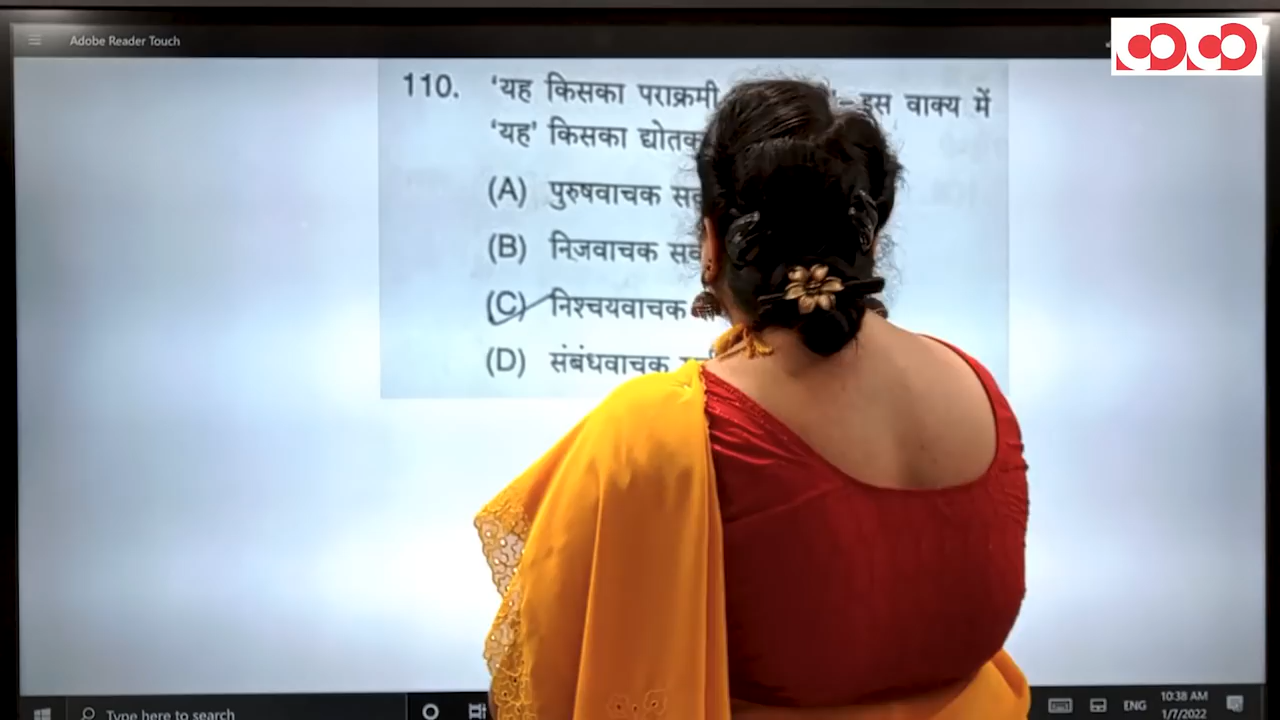 Adobe Reader Touch
110. 'यह किसका पराक्रमी '– इस वाक्य में
'यह' किसका द्योतक
(A) पुरुषवाचक
(B) निजवाचक
(C) निश्चयवाचक
(D) संबंधवाचक
Type here to search
ENG
10:38 AM
1/7/2022